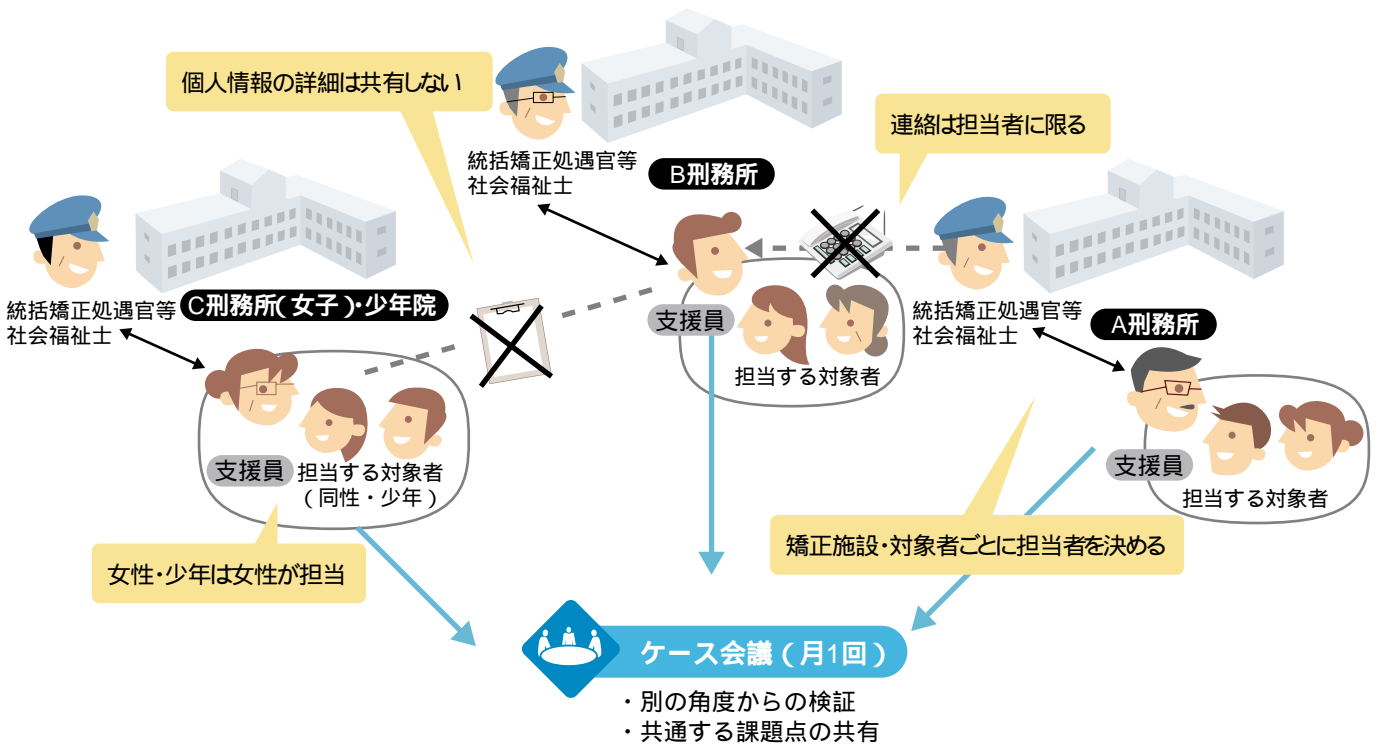 個人情報の詳細は共有しない
連絡は担当者に限る
統括矯正処遇官等
社会福祉士
B刑務所
統括矯正処遇官等
社会福祉士
C刑務所(女子)・少年院
統括矯正処遇官等
社会福祉士
A刑務所
支援員
担当する対象者
支援員
担当する対象者
(同性・少年)
支援員
担当する対象者
女性・少年は女性が担当
矯正施設・対象者ごとに担当者を決める
ケース会議(月1回)
・別の角度からの検証
・共通する課題点の共有